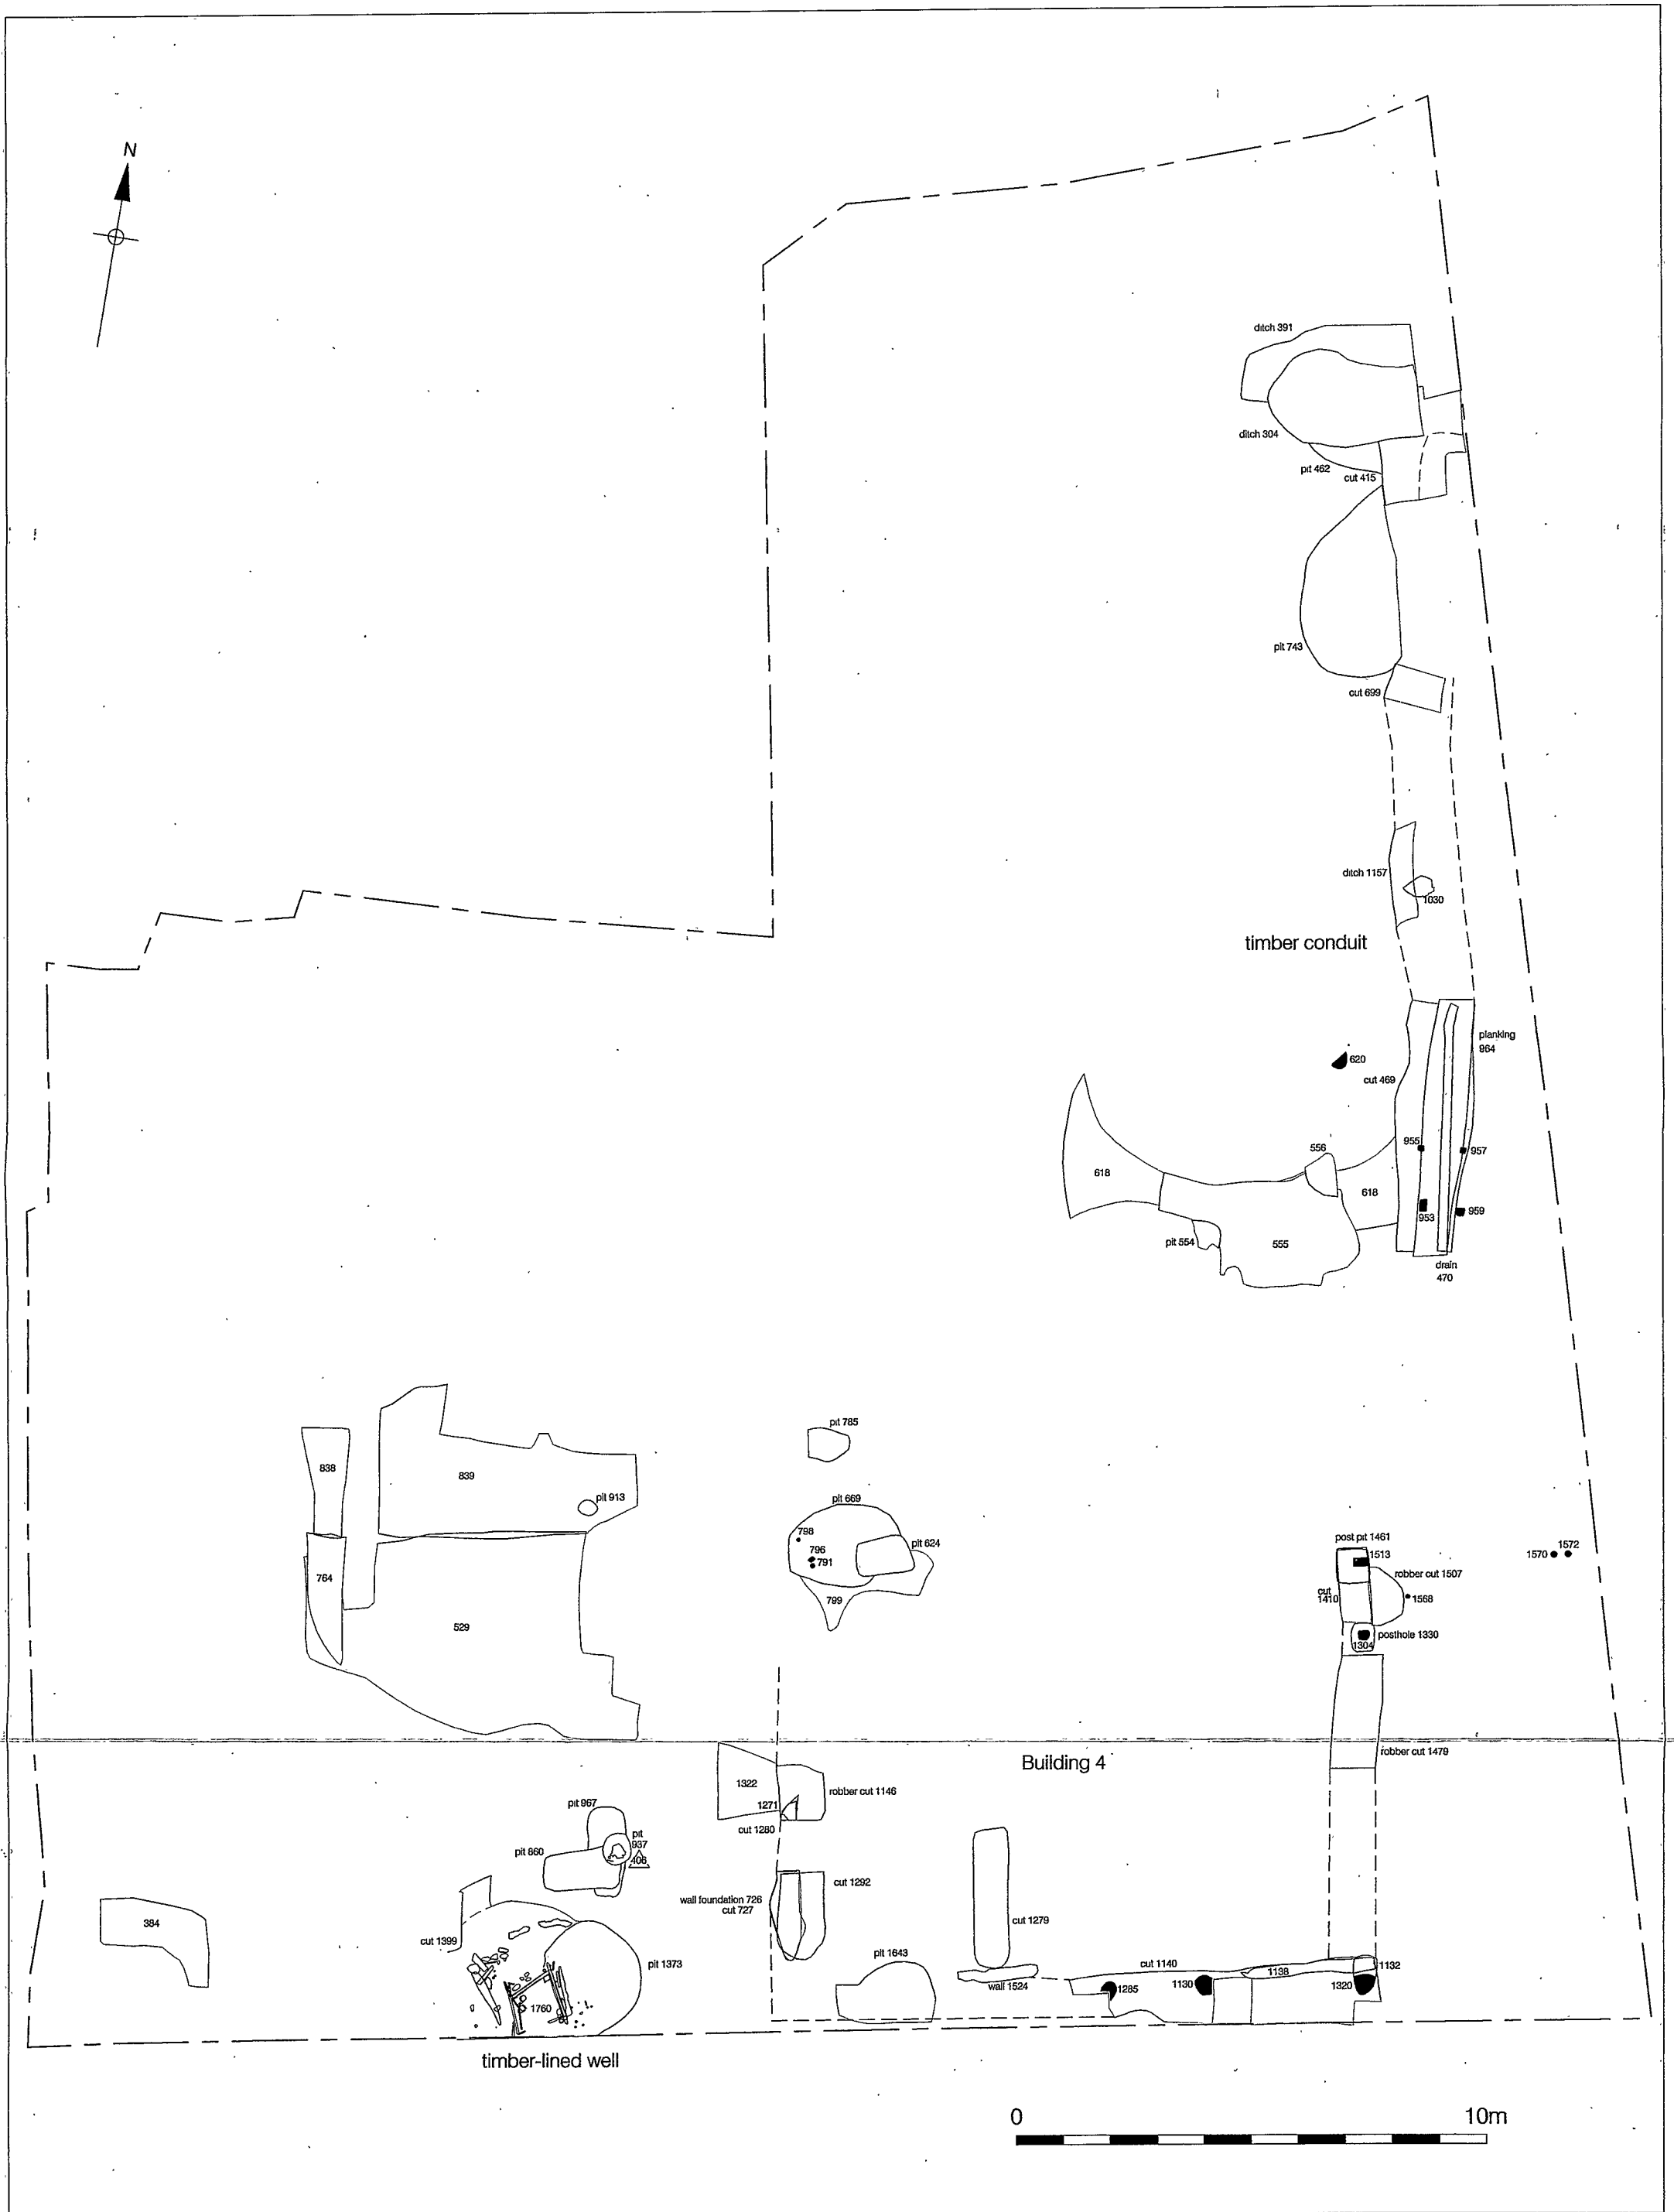 N
ditch 391
ditch 304
pit 462
cut 415
pit 743
cut 699
ditch 1157
1030
timber conduit
planking
964
620
cut 469
955
957
556
618
618
953
959
pit 554
555
drain
470
pit 785
838
839
pit 913
pit 669
798
796
791
pit 624
799
764
529
post pit 1461
1513
1570
1572
robber cut 1507
cut
1410
1568
posthole 1330
1304
robber cut 1479
Building 4
1322
1271
robber cut 1146
cut 1280
pit 967
pit
937
406
pit 860
cut 1292
wall foundation 726
cut 727
384
cut 1399
pit 1373
cut 1279
pit 1643
cut 1140
1138
1132
wall 1524
1285
1130
1320
1760
timber-lined well
0
10m